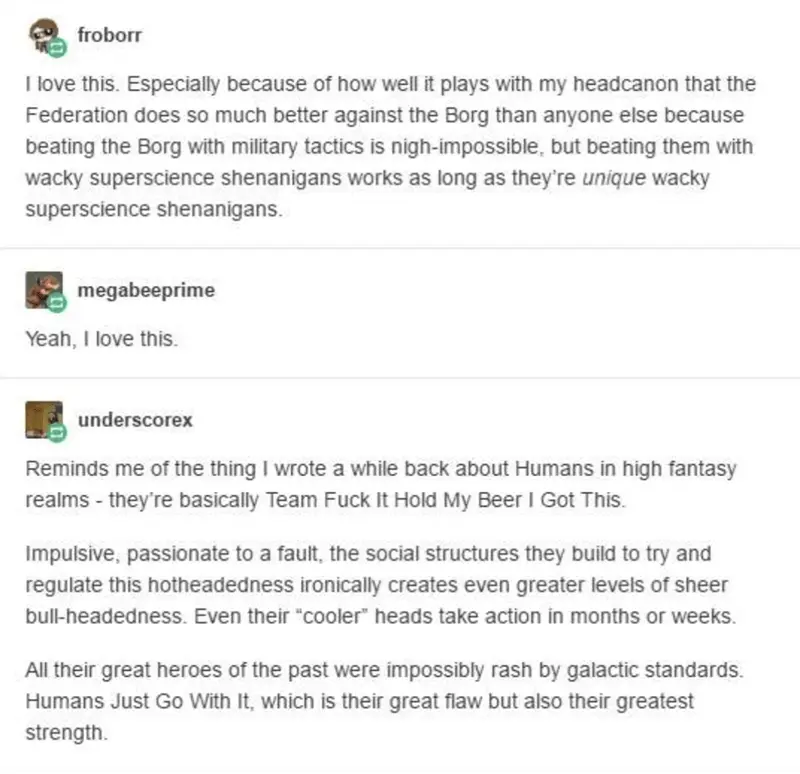 froborr
I love this. Especially because of how well it plays with my headcanon that the
Federation does so much better against the Borg than anyone else because
beating the Borg with military tactics is nigh-impossible, but beating them with
wacky superscience shenanigans works as long as they're unique wacky
superscience shenanigans.
megabeeprime
Yeah, I love this.
underscorex
Reminds me of the thing I wrote a while back about Humans in high fantasy
realms - they're basically Team Fuck It Hold My Beer I Got This.
Impulsive, passionate to a fault, the social structures they build to try and
regulate this hotheadedness ironically creates even greater levels of sheer
bull-headedness. Even their “cooler” heads take action in months or weeks.
All their great heroes of the past were impossibly rash by galactic standards.
Humans Just Go With It, which is their great flaw but also their greatest
strength.